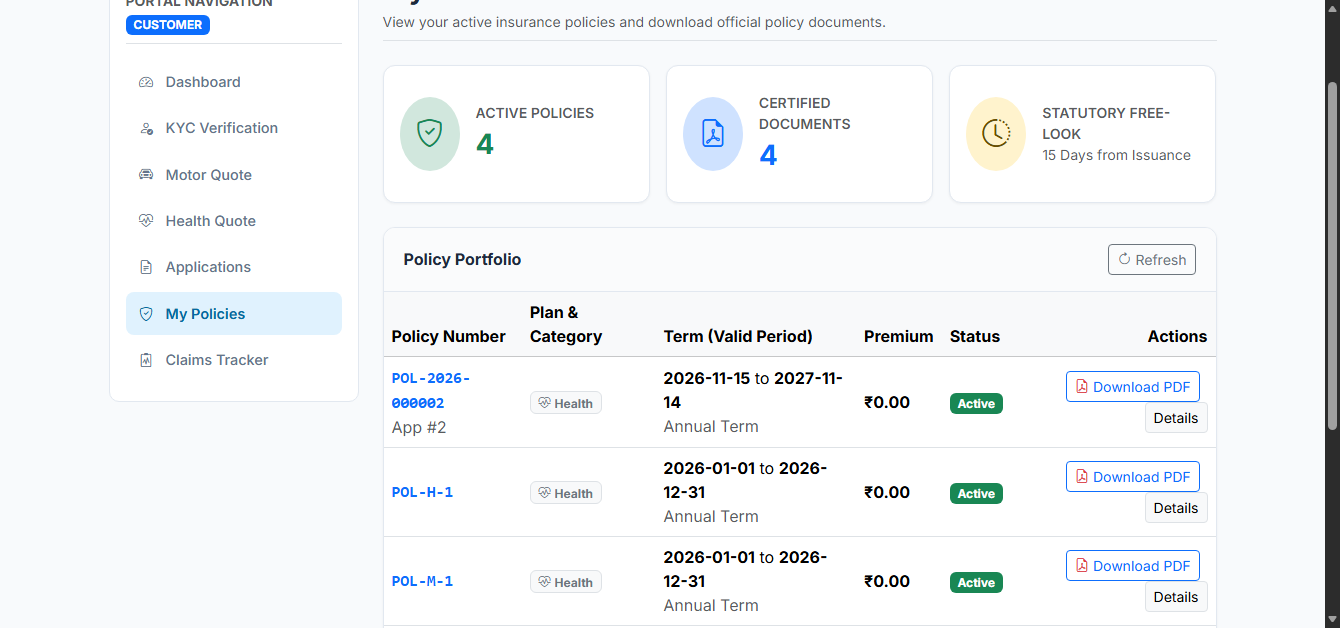 PORTAL NAVIGATION
CUSTOMER
Dashboard
KYC Verification
Motor Quote
Health Quote
Applications
My Policies
Claims Tracker
View your active insurance policies and download official policy documents.
ACTIVE POLICIES
4
CERTIFIED
DOCUMENTS
4
STATUTORY FREE-
LOOK
15 Days from Issuance
Policy Portfolio
Refresh
Policy Number Plan & Category Term (Valid Period) Premium Status Actions
POL-2026-
000002
App #2
Health
2026-11-15 to 2027-11-
14
Annual Term
₹0.00
Active
Download PDF
Details
POL-H-1
Health
2026-01-01 to 2026-
12-31
Annual Term
₹0.00
Active
Download PDF
Details
POL-M-1
Health
2026-01-01 to 2026-
12-31
Annual Term
₹0.00
Active
Download PDF
Details